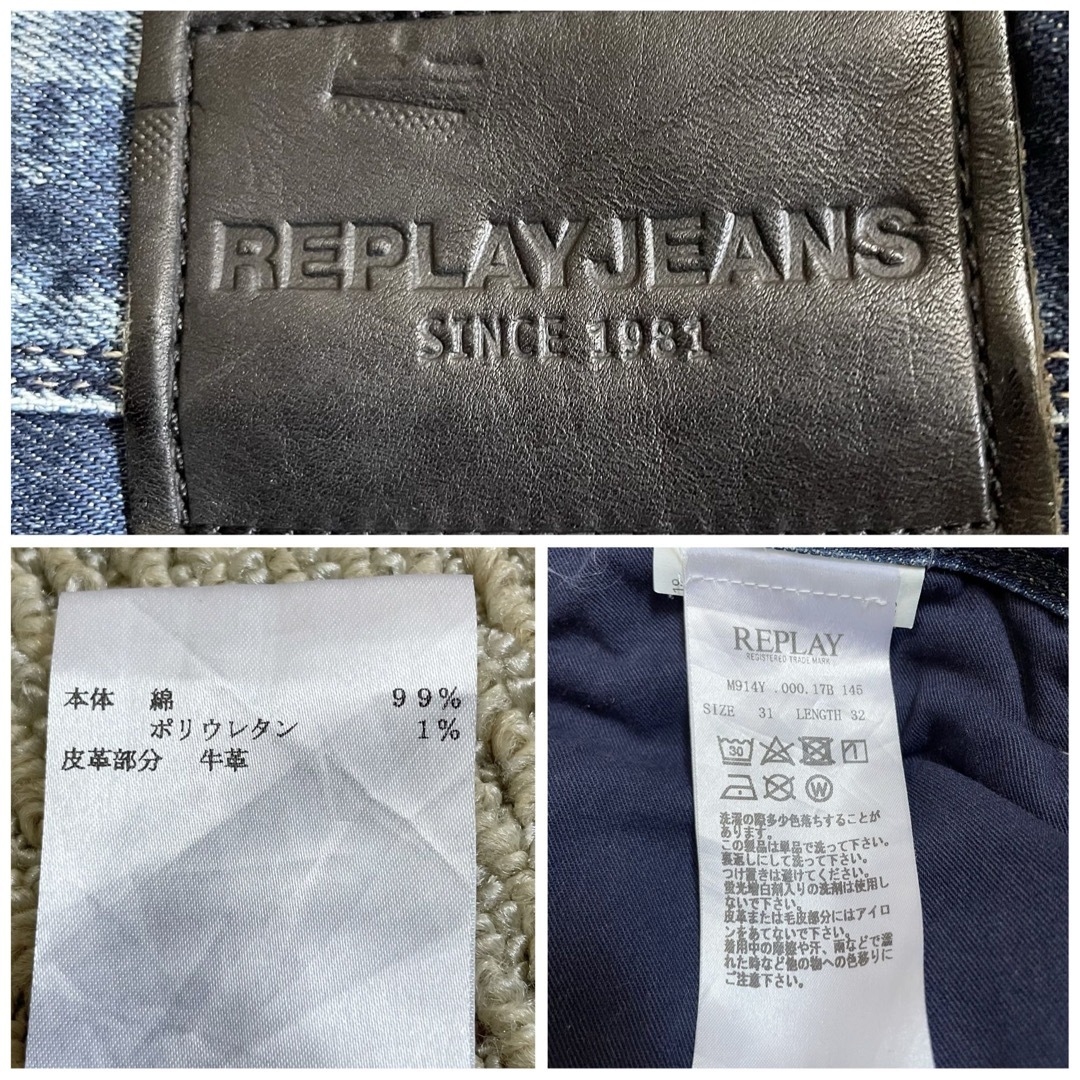 REPLAYJEANS
SINCE 1981
本体 綿 99%
ポリウレタン 1%
皮革部分 牛革
REPLAY
REGISTERED TRADE MARK
M914Y .000.17B 145
SIZE 31 LENGTH 32
30
W
洗濯の際多少色落ちすることが
あります。
この製品は単品で洗って下さい。
裏返しにして洗って下さい。
つけ置きは避けてください。
蛍光増白剤入りの洗剤は使用し
ないで下さい。
皮革または毛皮部分にはアイロ
ンをあてないで下さい。
着用中の摩擦や汗、雨などで濡
れた時など他の物への色移りに
ご注意下さい。